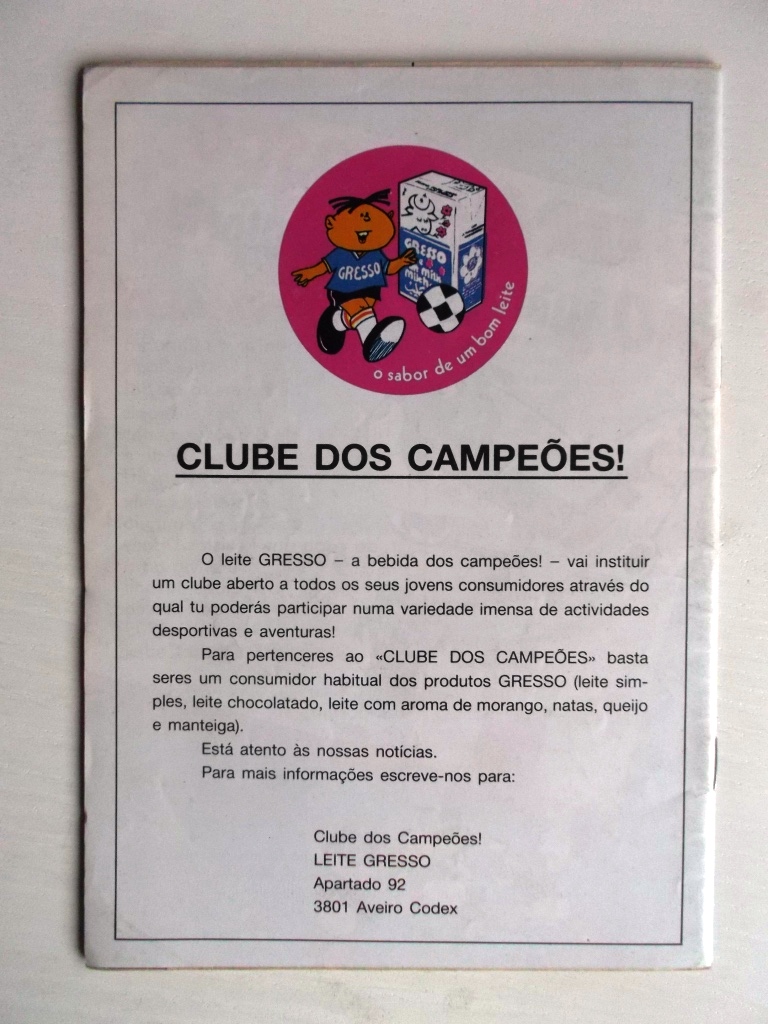 GRESSO
GRESSO
milk
o sabor de um bom leite
CLUBE DOS CAMPEÕES!
O leite GRESSO – a bebida dos campeões! – vai instituir
um clube aberto a todos os seus jovens consumidores através do
qual tu poderás participar numa variedade imensa de actividades
desportivas e aventuras!
Para pertenceres ao «CLUBE DOS CAMPEÕES» basta
seres um consumidor habitual dos produtos GRESSO (leite sim-
ples, leite chocolatado, leite com aroma de morango, natas, queijo
e manteiga).
Está atento às nossas notícias.
Para mais informações escreve-nos para:
Clube dos Campeões!
LEITE GRESSO
Apartado 92
3801 Aveiro Codex